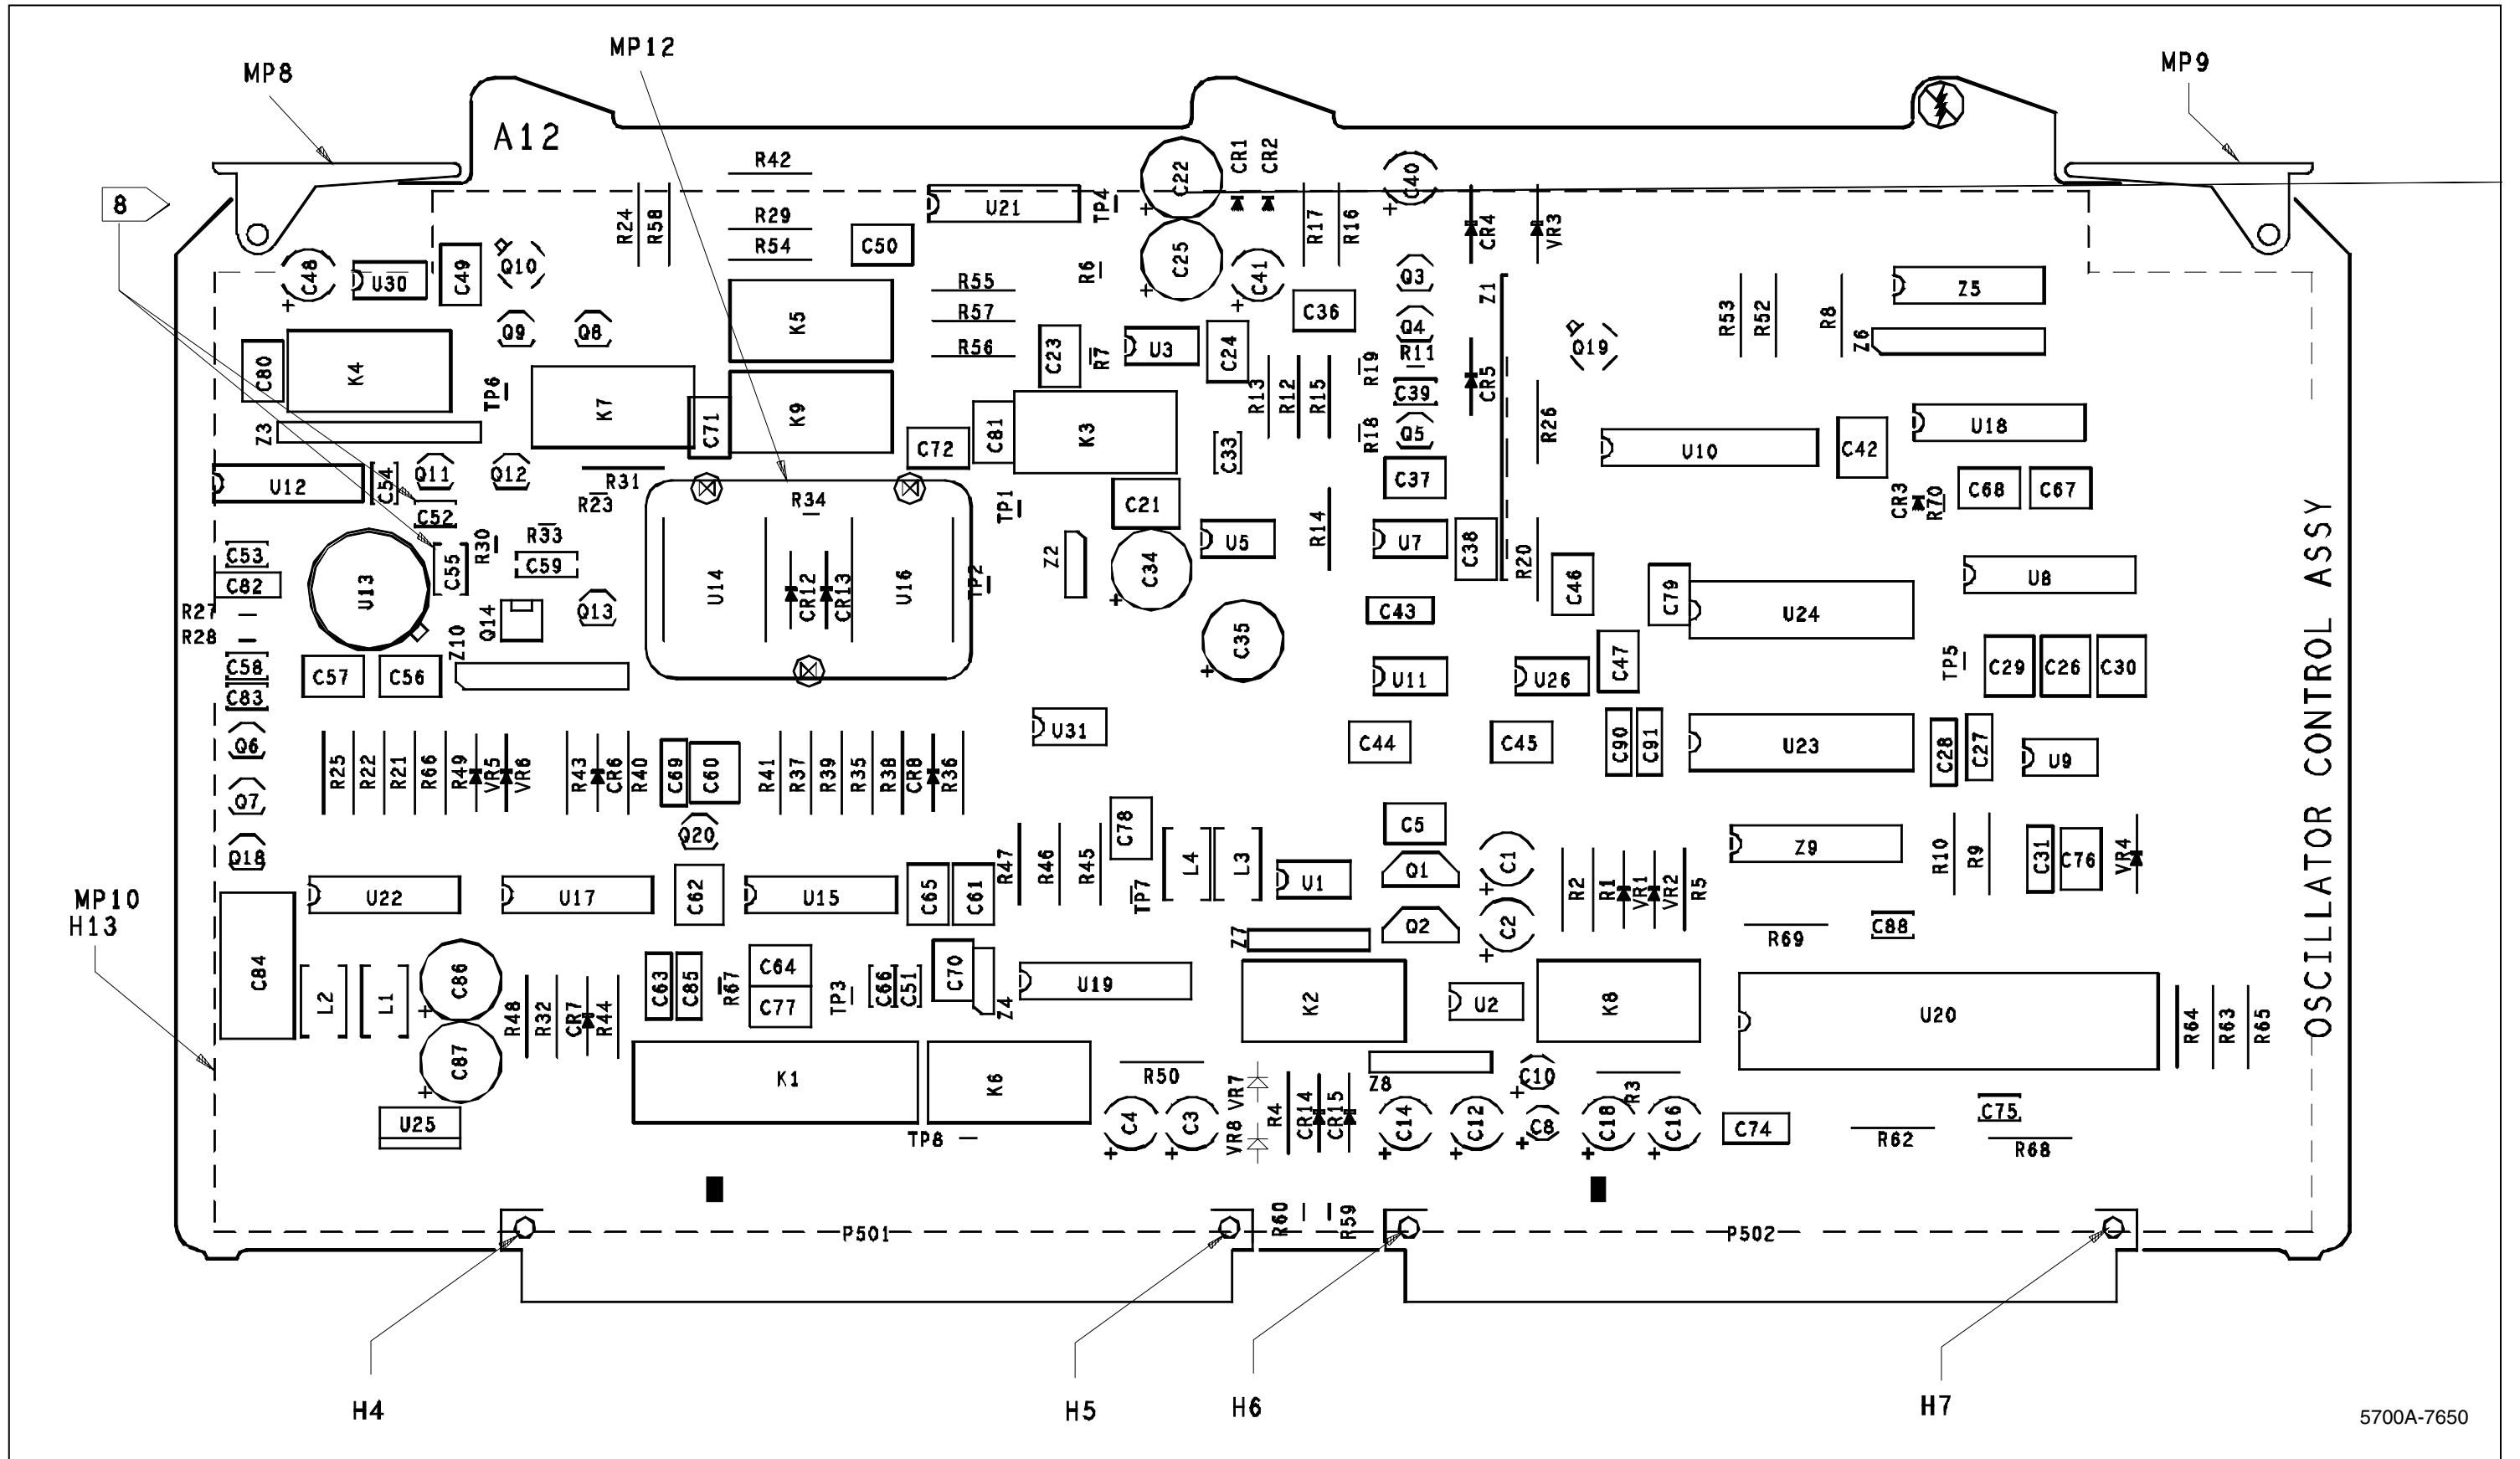 MP12
MP8
MP9
A12
8
R42
R24
R58
R29
R54
C50
U21
TP4
C22
CR1
CR2
C40
R17
R16
CR4
VR3
C48
U30
C49
Q10
R6
C25
C41
Q3
Z1
R55
R57
R56
C36
Q4
R53
R52
R8
Z5
Z6
Q9
Q8
K5
C23
R7
U3
C24
R19
R11
CR5
Q19
C80
K4
TP6
K7
C71
K9
C39
R13
R12
R15
R26
Z3
C72
C81
K3
C33
R18
Q5
U10
C42
U18
U12
C54
Q11
Q12
R31
R23
R34
C37
C68
C67
C52
TP1
C21
CR3
R70
C53
C82
U13
C55
R30
R33
C59
U14
CR12
CR13
U16
TP2
Z2
C34
U5
R14
U7
C38
R20
C46
C79
U24
U8
R27
R28
Q14
Q13
C43
C35
C58
C83
C57
C56
Z10
U11
U26
C47
TP5
C29
C26
C30
OSCILLATOR CONTROL ASSY
Q6
U31
C44
C45
C90
C91
U23
C28
C27
U9
R25
R22
R21
R66
R49
VR5
VR6
R43
CR6
R40
C69
C60
R41
R37
R39
R35
R38
CR8
R36
Q7
Q20
C78
C5
Q18
R47
R46
R45
L4
L3
Q1
C1
Z9
R10
R9
C31
C76
VR4
MP10
H13
U22
U17
C62
U15
C65
C61
TP7
U1
R2
R1
VR1
VR2
R5
Q2
C2
Z7
R69
C88
C84
L2
L1
C86
C63
C85
R67
C64
C77
TP3
C66
C51
C70
Z4
U19
K2
U2
K8
U20
R64
R63
R65
R48
R32
CR7
R44
C87
K1
K6
R50
VR7
Z8
C10
R3
U25
TP8
C4
C3
VR8
R4
CR14
CR15
C14
C12
C8
C18
C16
C74
R62
C75
R68
P501
R60
R59
P502
H4
H5
H6
H7
5700A-7650